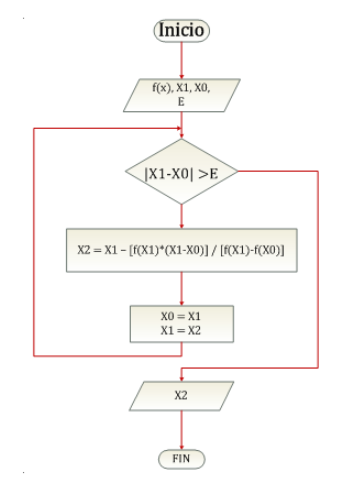 Inicio
f(x), X1, X0,
E
|X1-X0| >E
X2 = X1 – [f(X1)*(X1-X0)] / [f(X1)-f(X0)]
X0 = X1
X1 = X2
X2
FIN